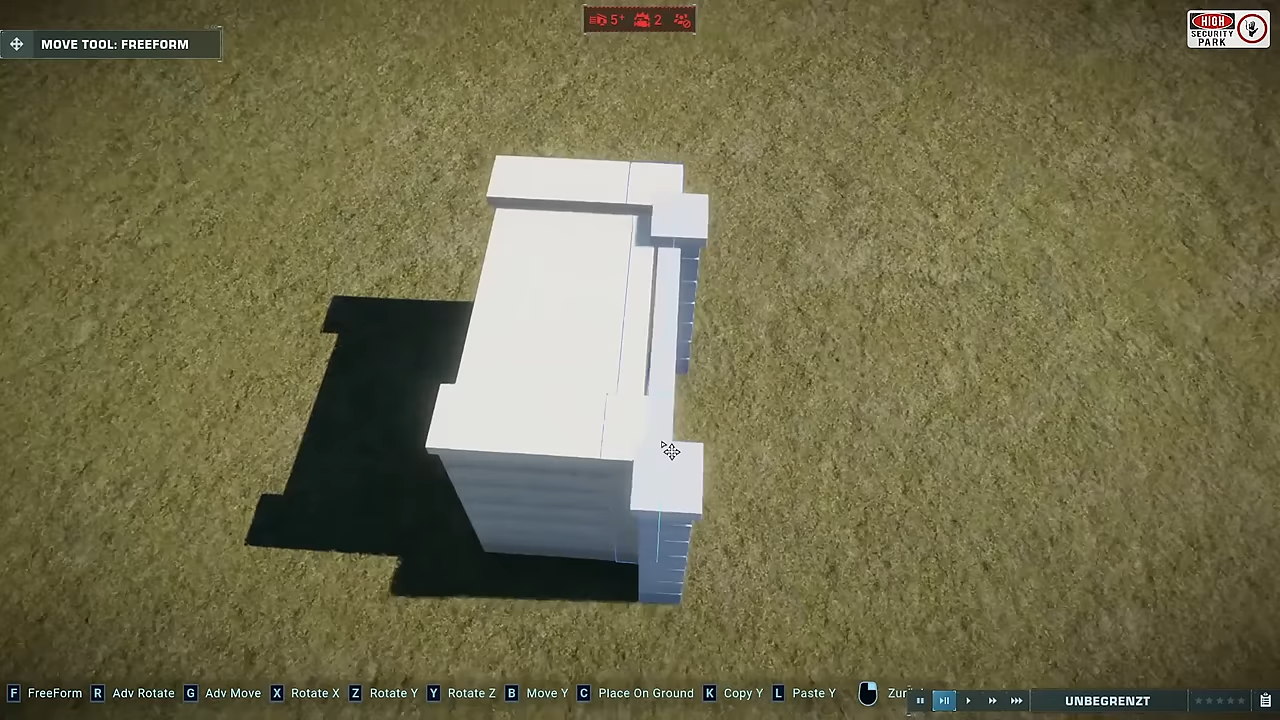 5+ 2
HIGH
SECURITY
PARK
MOVE TOOL: FREEFORM
F FreeForm R Adv Rotate G Adv Move X Rotate X Z Rotate Y Y Rotate Z B Move Y C Place On Ground K Copy Y L Paste Y
UNBEGRENZT